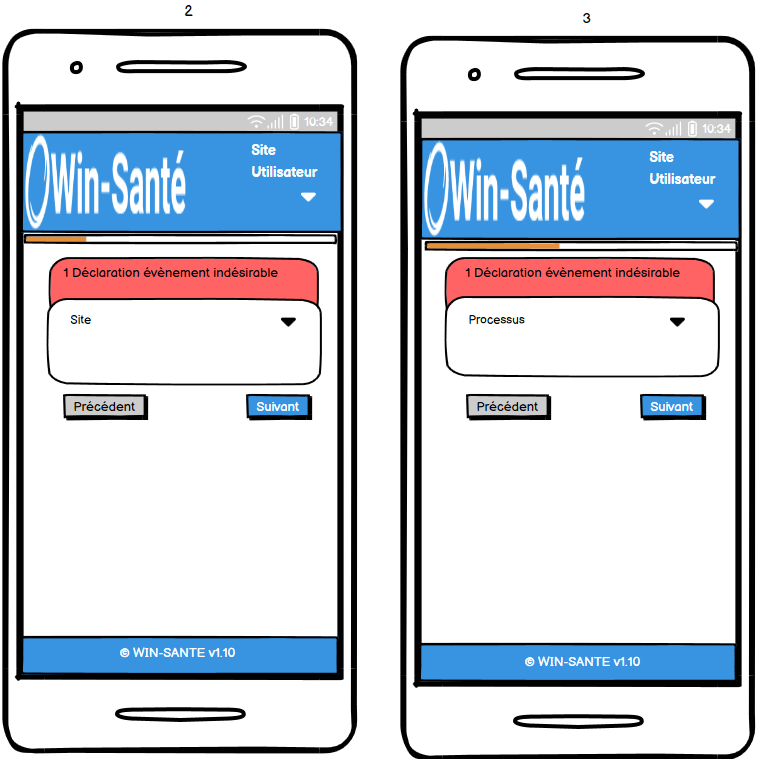 2
10:34
Win-Santé
Site
Utilisateur
1 Déclaration évènement indésirable
Site
Précédent
Suivant
© WIN-SANTE v1.10
3
10:34
Win-Santé
Site
Utilisateur
1 Déclaration évènement indésirable
Processus
Précédent
Suivant
© WIN-SANTE v1.10